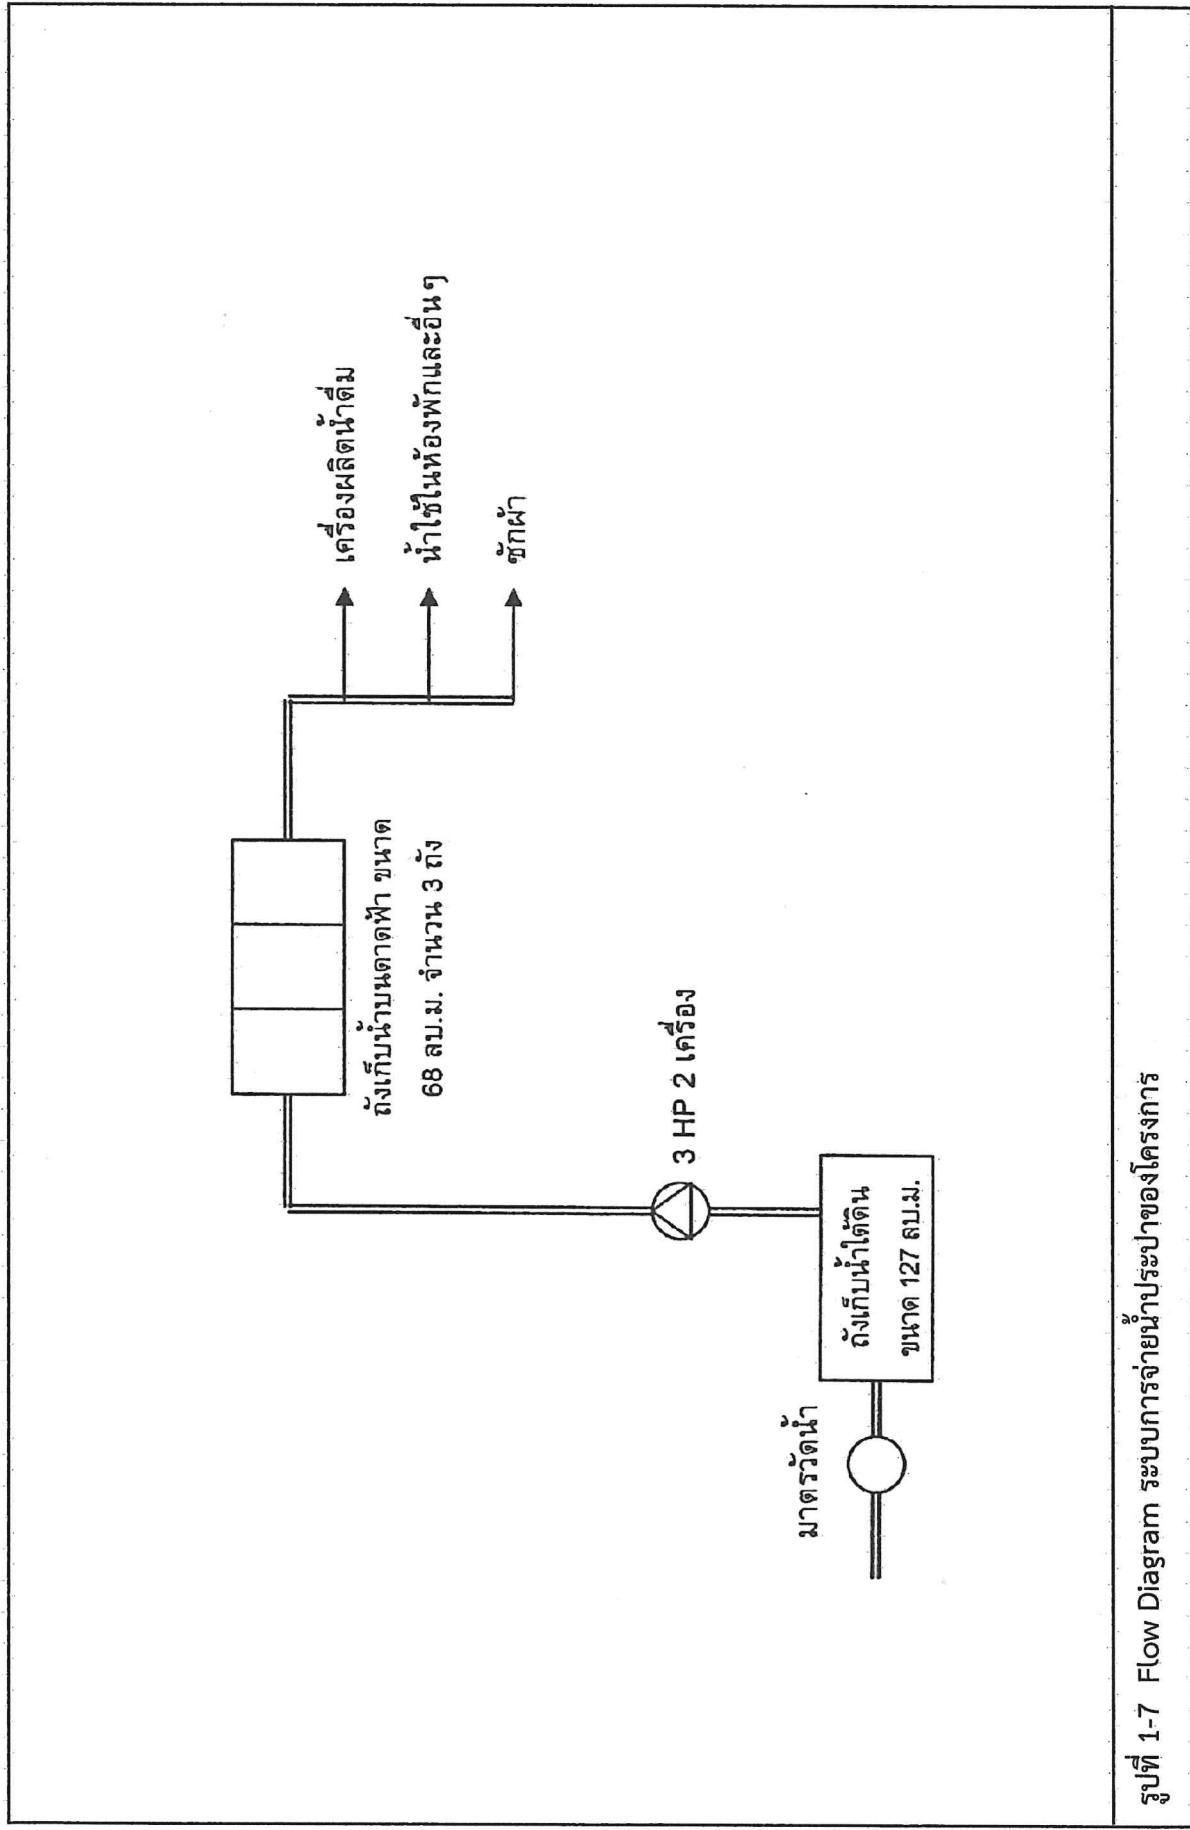 เครื่องผลิตน้ำดื่ม
น้ำใช้ในห้องพักและอื่นๆ
ซักผ้า
ถังเก็บน้ำบนดาดฟ้า ขนาด
68 ลบ.ม. จำนวน 3 ถัง
3 HP 2 เครื่อง
มาตรวัดน้ำ
ถังเก็บน้ำใต้ดิน
ขนาด 127 ลบ.ม.
รูปที่ 1-7 Flow Diagram ระบบการจ่ายน้ำประปาของโครงการ